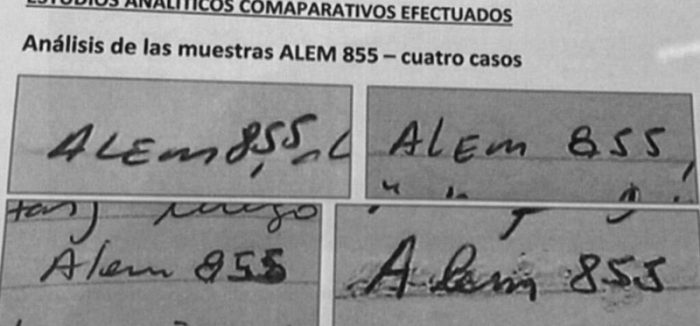 ESTUDIOS ANALÍTICOS COMAPARATIVOS EFECTUADOS
Análisis de las muestras ALEM 855 – cuatro casos
ALEm 855
AlEm 855
luego
Alem 855
Alem 855